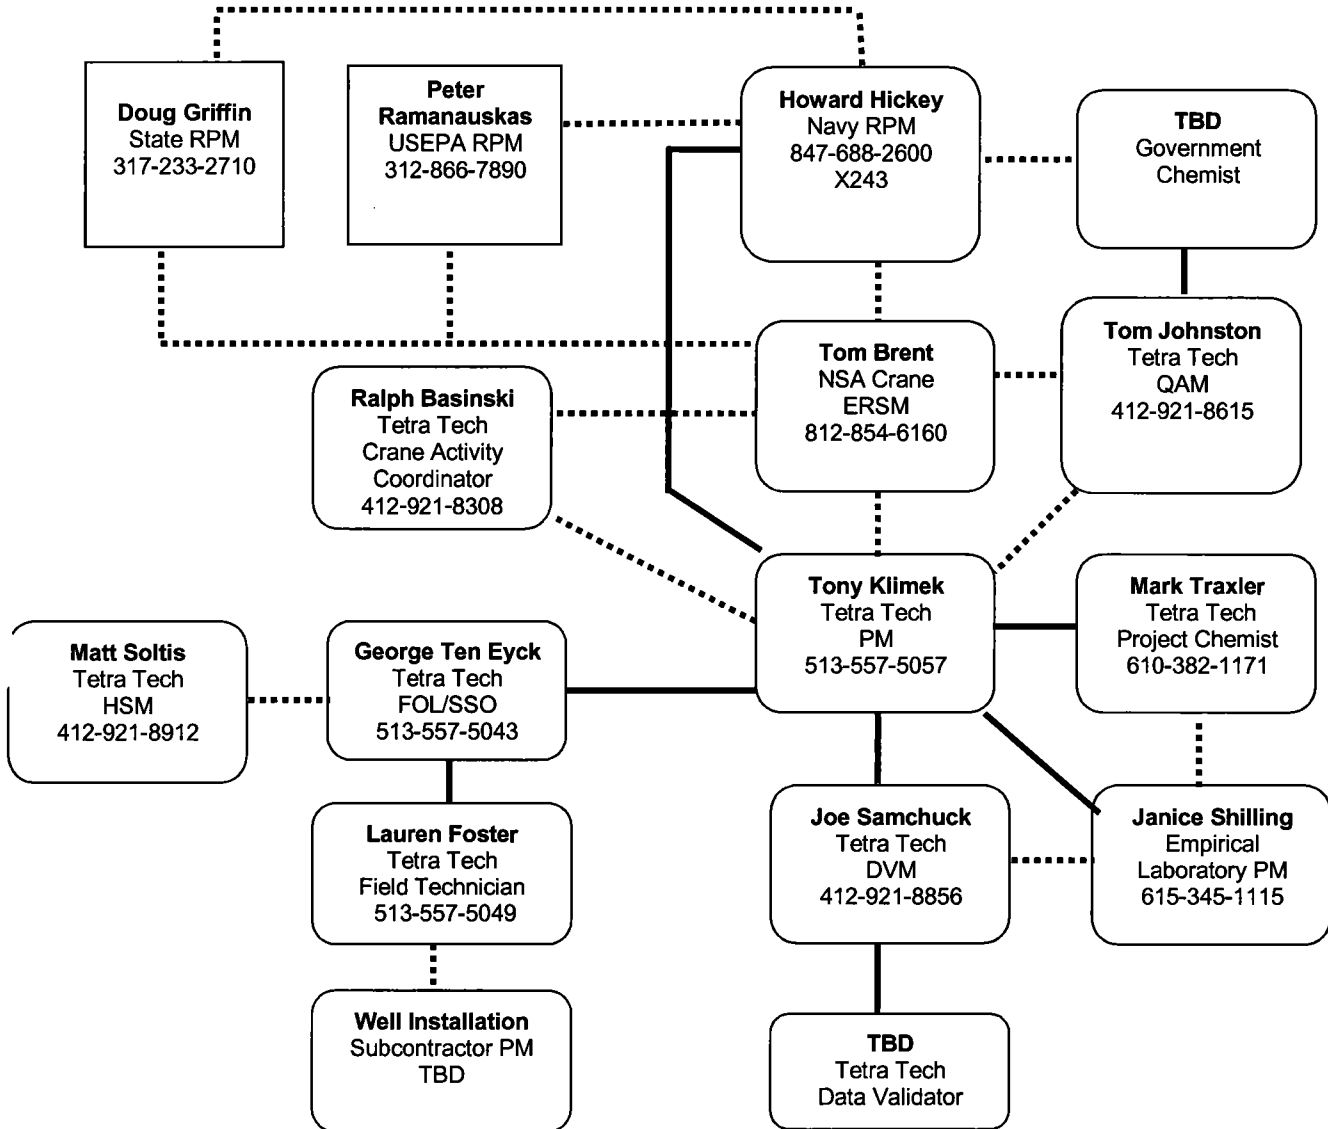 Doug Griffin
State RPM
317-233-2710
Peter
Ramanauskas
USEPA RPM
312-866-7890
Howard Hickey
Navy RPM
847-688-2600
X243
TBD
Government
Chemist
Tom Brent
NSA Crane
ERSM
812-854-6160
Tom Johnston
Tetra Tech
QAM
412-921-8615
Ralph Basinski
Tetra Tech
Crane Activity
Coordinator
412-921-8308
Tony Klimek
Tetra Tech
PM
513-557-5057
Mark Traxler
Tetra Tech
Project Chemist
610-382-1171
Matt Soltis
Tetra Tech
HSM
412-921-8912
George Ten Eyck
Tetra Tech
FOL/SSO
513-557-5043
Lauren Foster
Tetra Tech
Field Technician
513-557-5049
Joe Samchuck
Tetra Tech
DVM
412-921-8856
Janice Shilling
Empirical
Laboratory PM
615-345-1115
Well Installation
Subcontractor PM
TBD
TBD
Tetra Tech
Data Validator